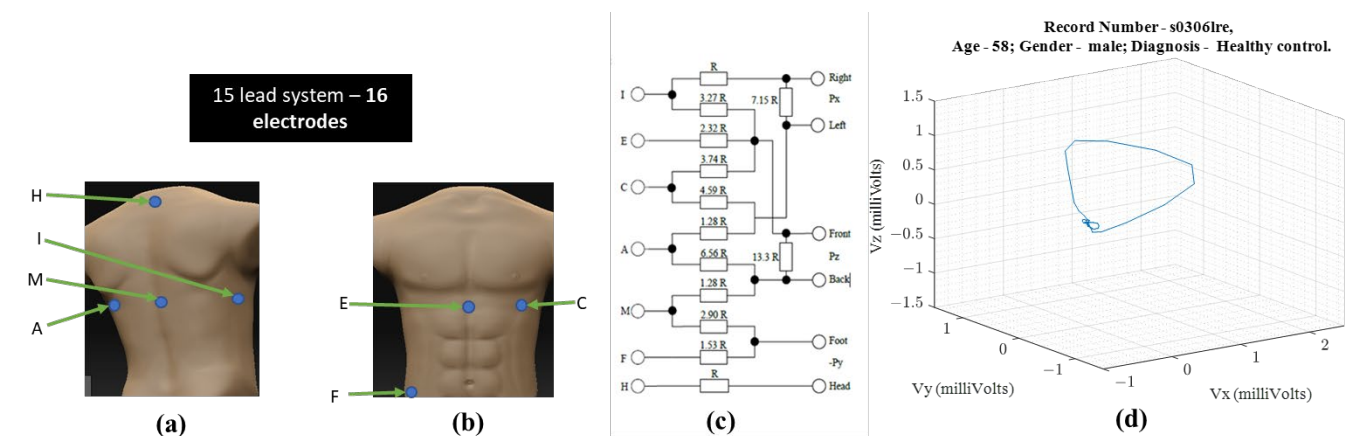 15 lead system – 16
electrodes
H
I
M
A
(a)
E
C
F
(b)
I
E
C
A
M
F
H
R
3.27 R
2.32 R
3.74 R
4.59 R
1.28 R
6.56 R
1.28 R
2.90 R
1.53 R
R
7.15 R
13.3 R
Right
Px
Left
Front
Pz
Back
Foot
-Py
Head
(c)
Record Number - s0306lre,
Age - 58; Gender - male; Diagnosis - Healthy control.
Vz (milliVolts)
1.5
1
0.5
0
−0.5
−1
−1.5
1
0
−1
Vy (milliVolts)
−1
0
1
2
Vx (milliVolts)
(d)